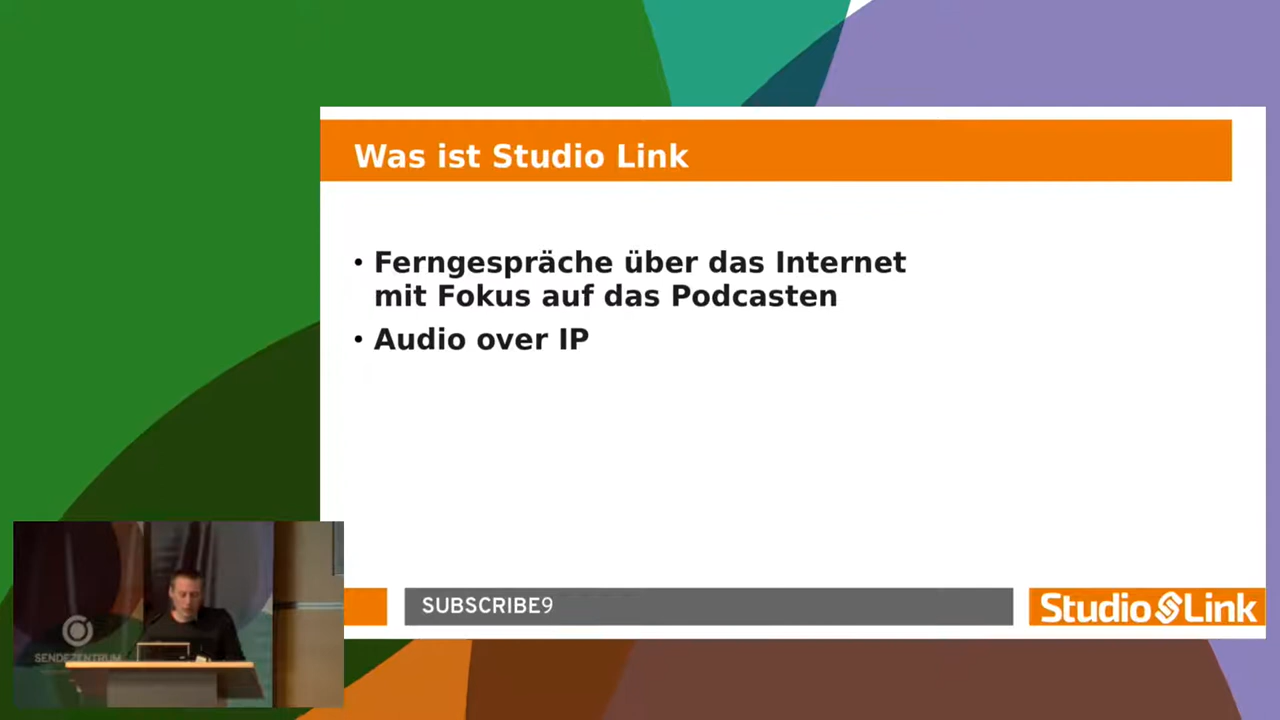 Was ist Studio Link
• Ferngespräche über das Internet
mit Fokus auf das Podcasten
• Audio over IP
SENDEZENTRUM
SUBSCRIBE9
Studio Link